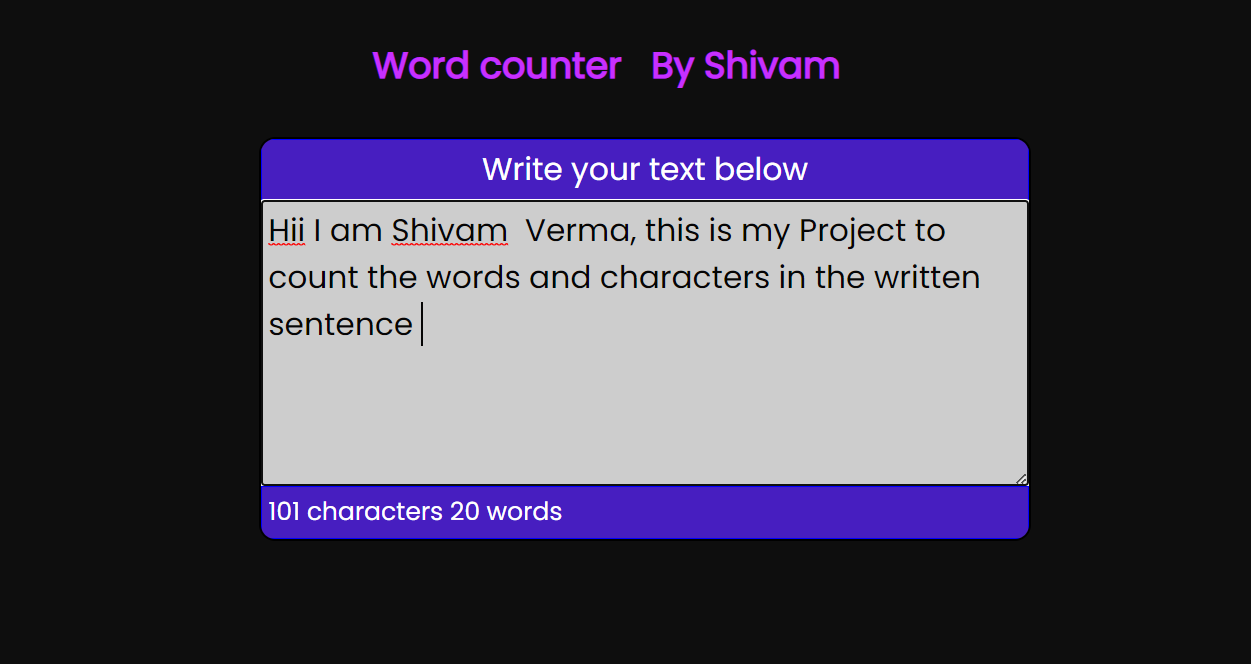 Word counter   By Shivam
Write your text below
Hii I am Shivam  Verma, this is my Project to
count the words and characters in the written
sentence
101 characters 20 words